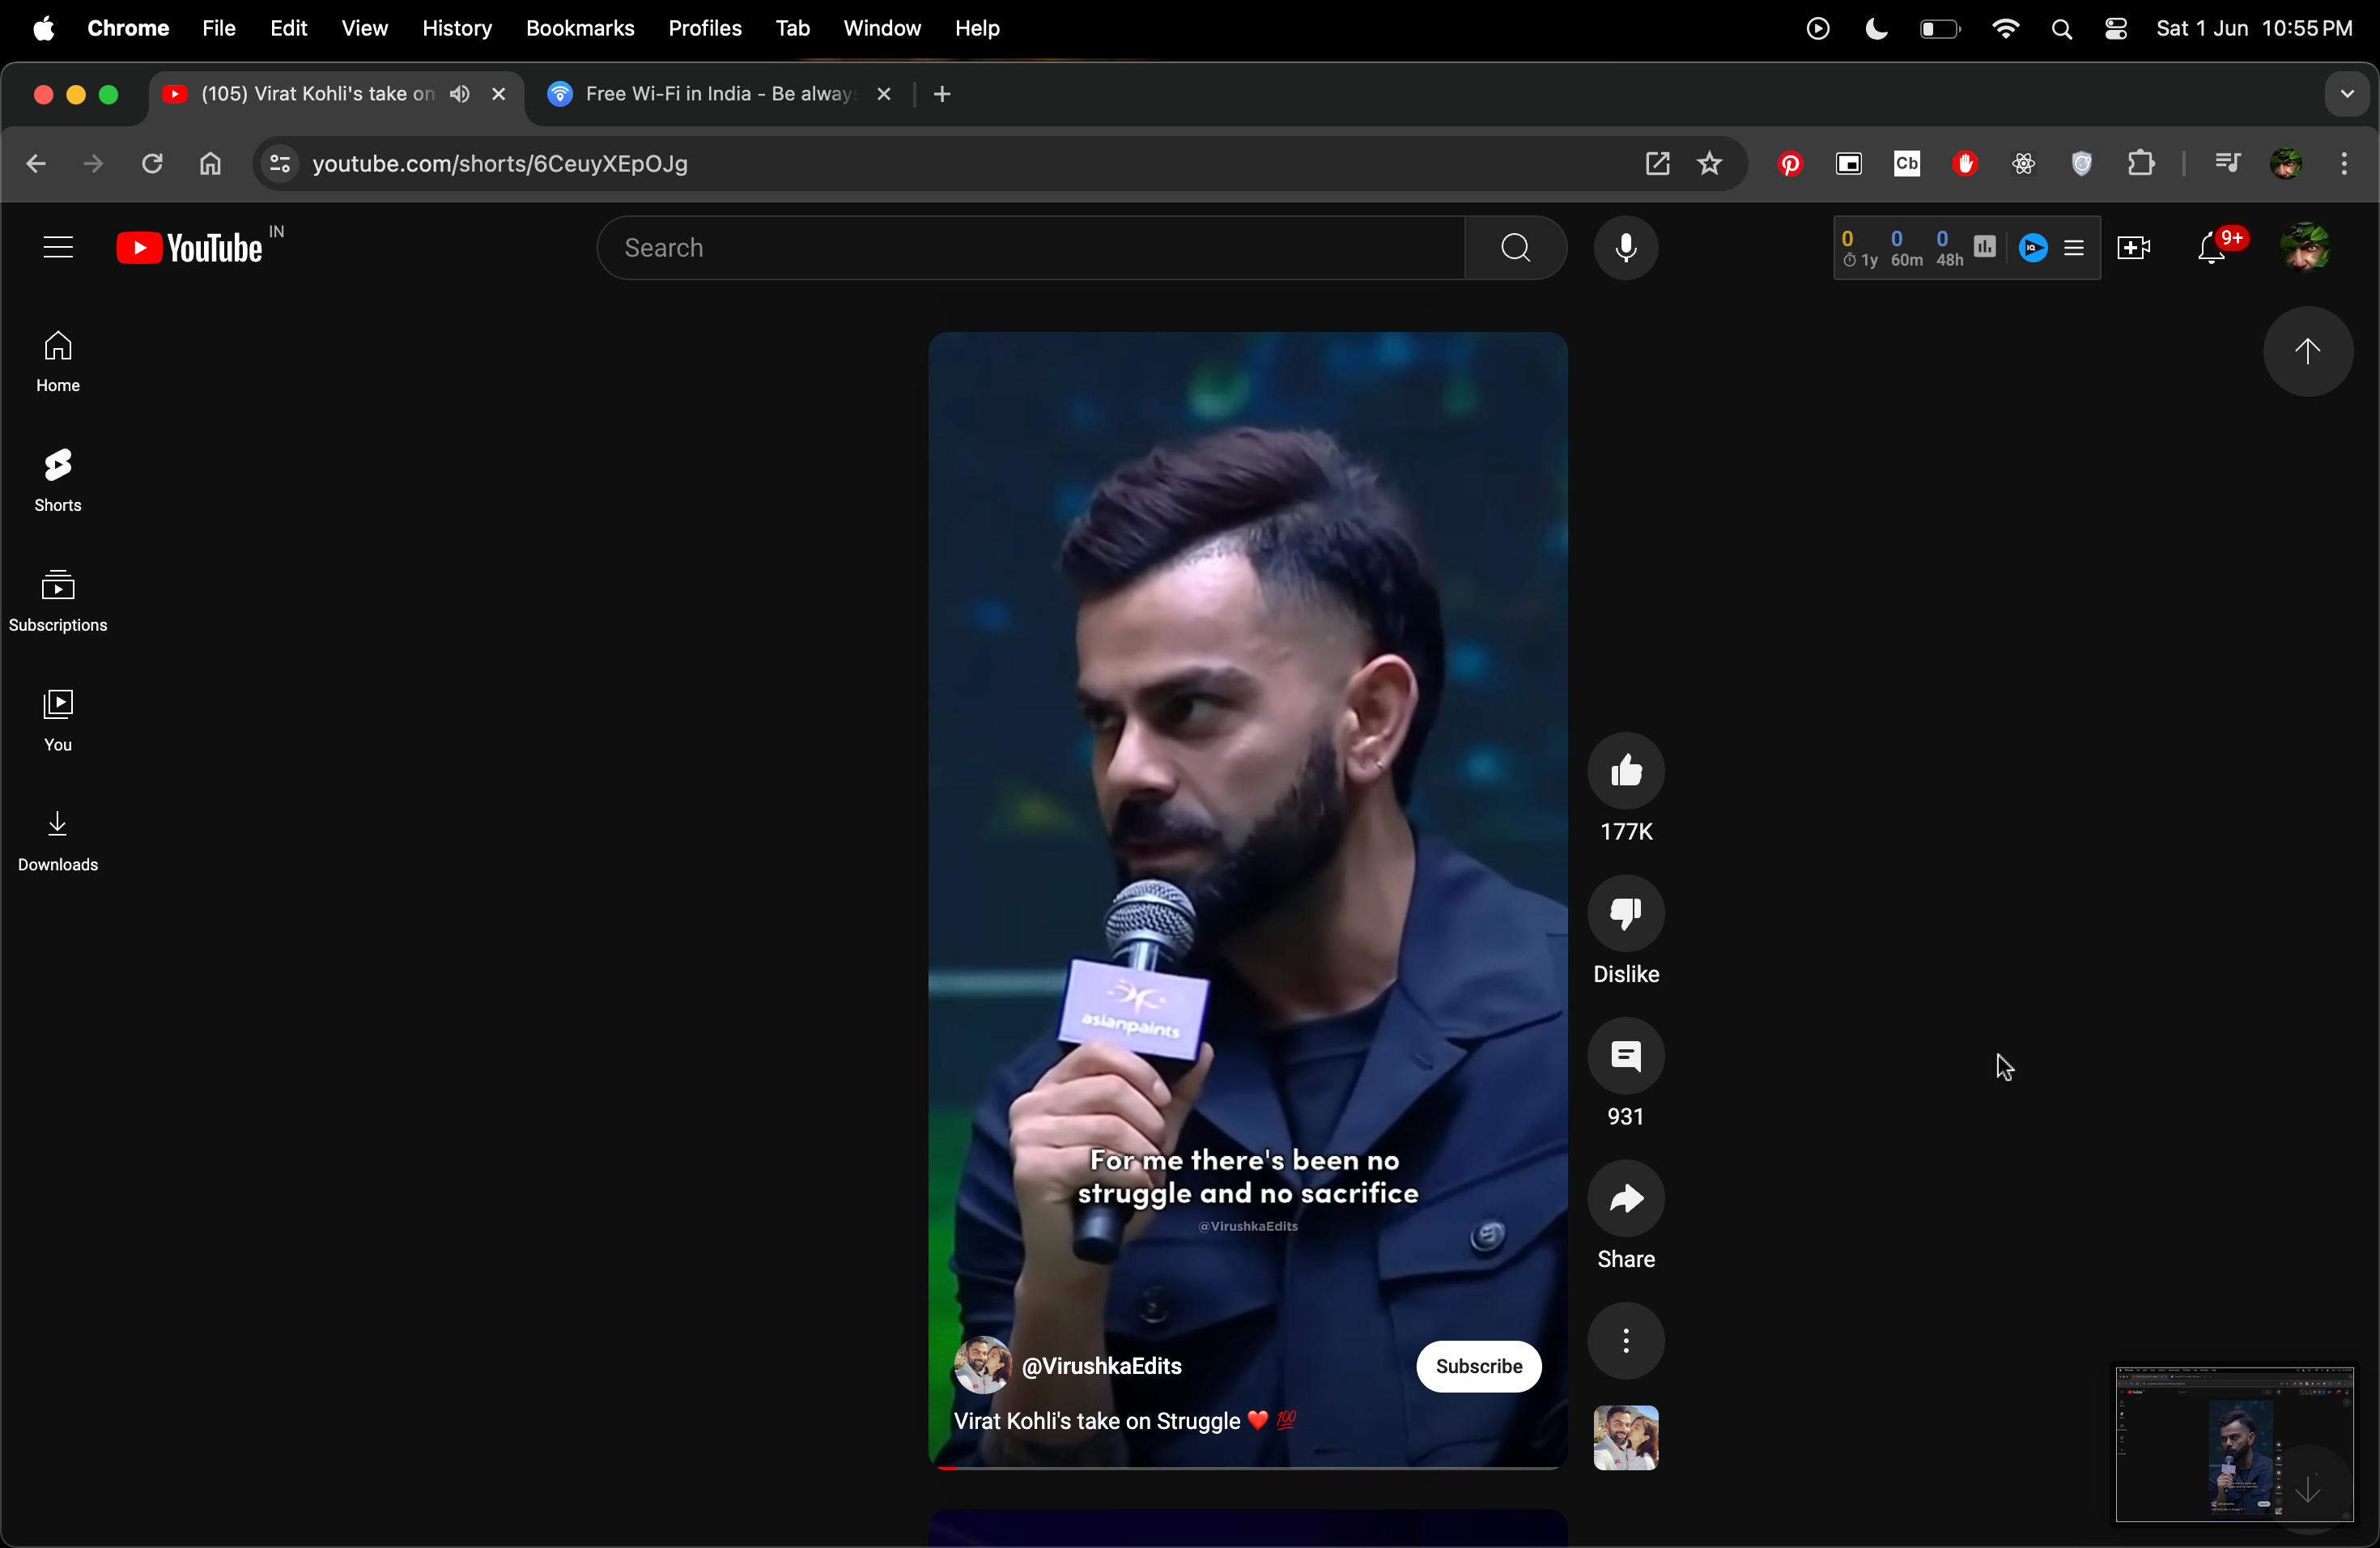 Chrome File Edit View History Bookmarks Profiles Tab Window Help
Sat 1 Jun 10:55 PM
(105) Virat Kohli's take on
Free Wi-Fi in India - Be alway
youtube.com/shorts/6CeuyXEpOJg
Cb
YouTube IN
Search
0 0 0
1y 60m 48h
IQ
9+
Home
Shorts
Subscriptions
You
Downloads
asianpaints
For me there's been no
struggle and no sacrifice
@VirushkaEdits
@VirushkaEdits
Subscribe
Virat Kohli's take on Struggle ❤️ 💯
177K
Dislike
931
Share